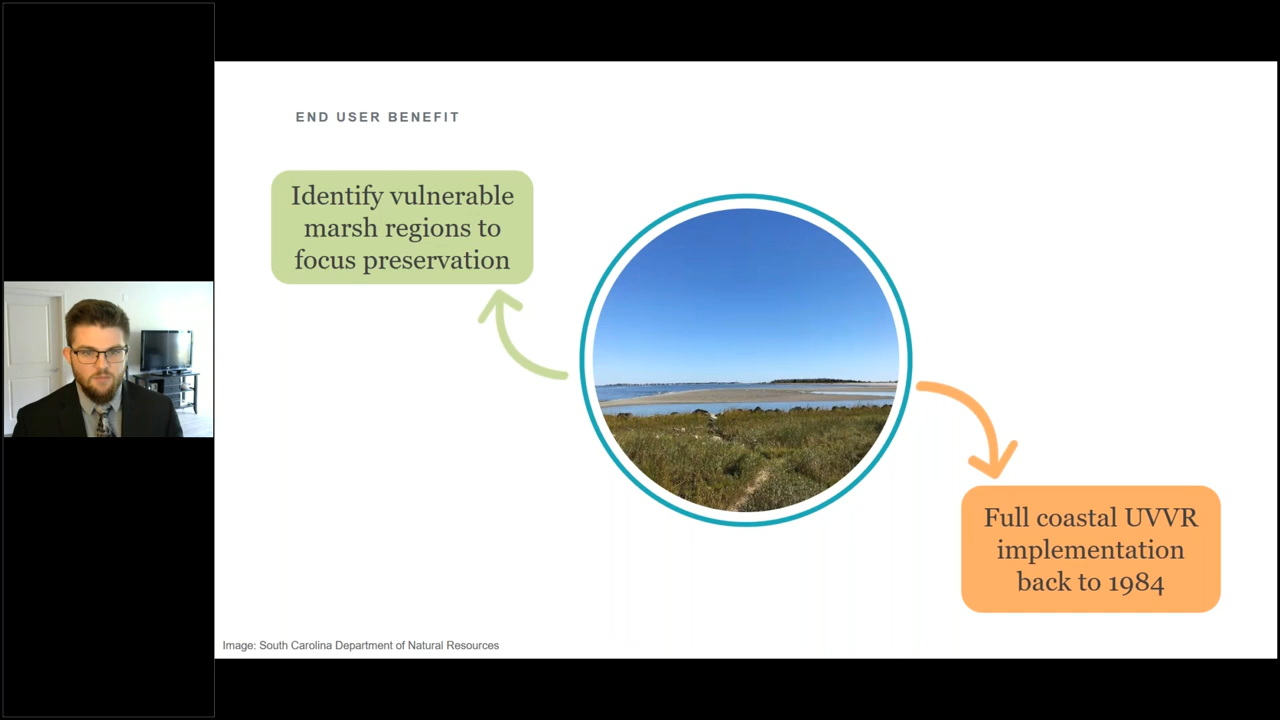 END USER BENEFIT
Identify vulnerable
marsh regions to
focus preservation
Full coastal UVVR
implementation
back to 1984
Image: South Carolina Department of Natural Resources